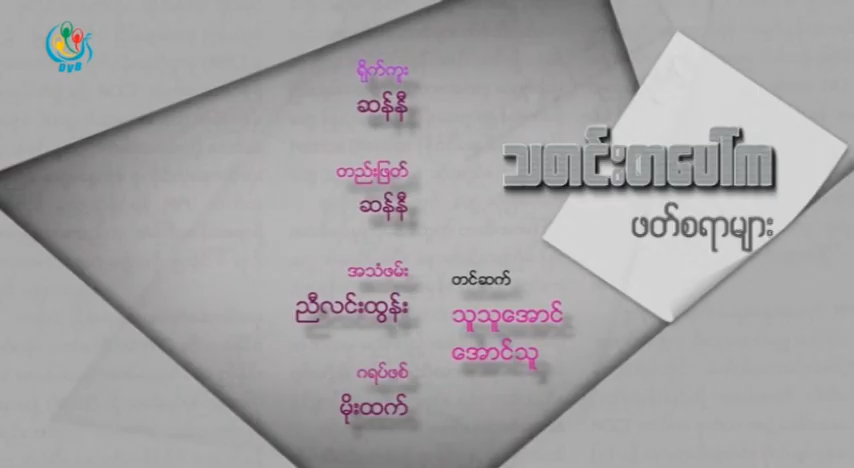 DVB
ရိုက်ကူး
ဆန်နီ
တည်းဖြတ်
ဆန်နီ
အသံဖမ်း
ညီလင်းထွန်း
ဂရပ်ဖစ်
မိုးထက်
တင်ဆက်
သူသူအောင်
အောင်သူ
သတင်းတပေါ်က
ဖတ်စရာများ